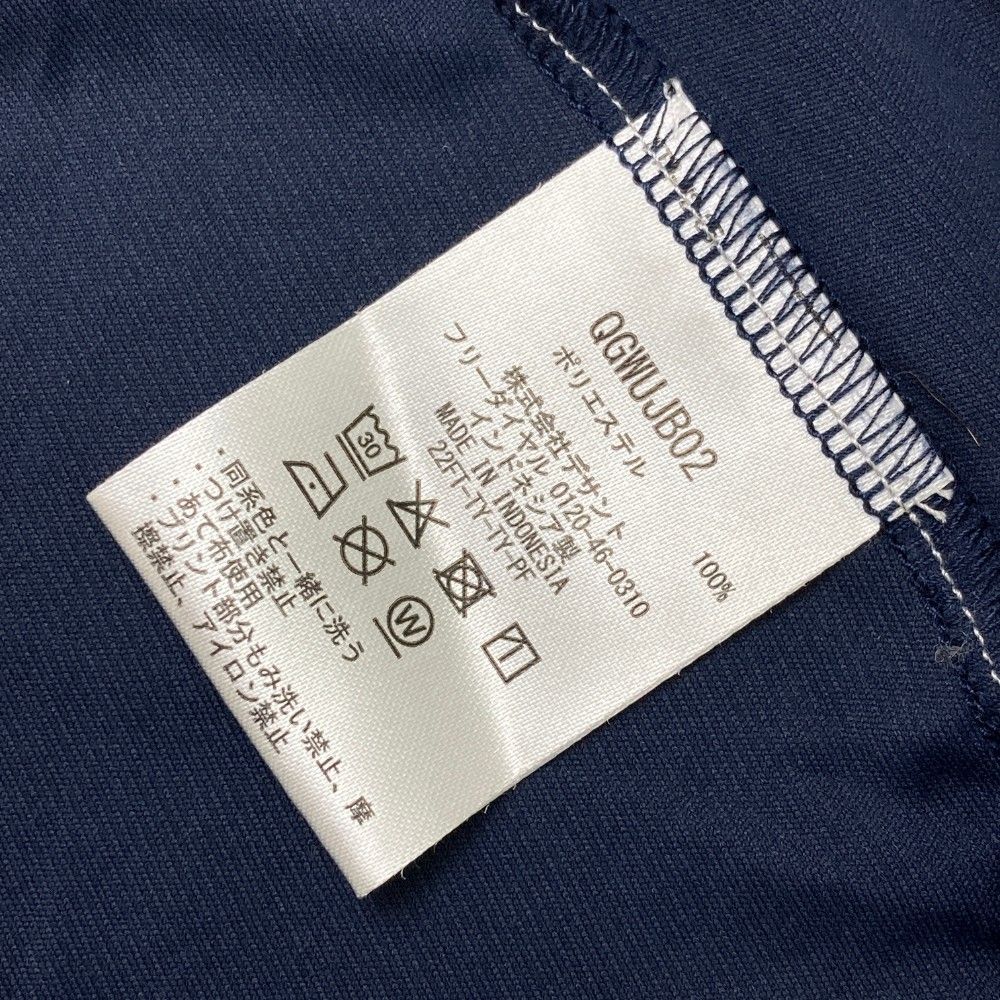 QGWUJB02
ポリエステル 100%
株式会社デサント
フリーダイヤル 0120-46-0310
インドネシア製
MADE IN INDONESIA
22FT-TY-TY-PF
30
W
・同系色と一緒に洗う
・つけ置き禁止
・あて布使用
・プリント部分もみ洗い禁止、摩
擦禁止、アイロン禁止